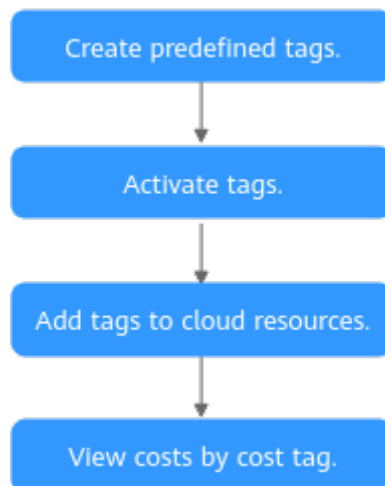 Create predefined tags.
Activate tags.
Add tags to cloud resources.
View costs by cost tag.